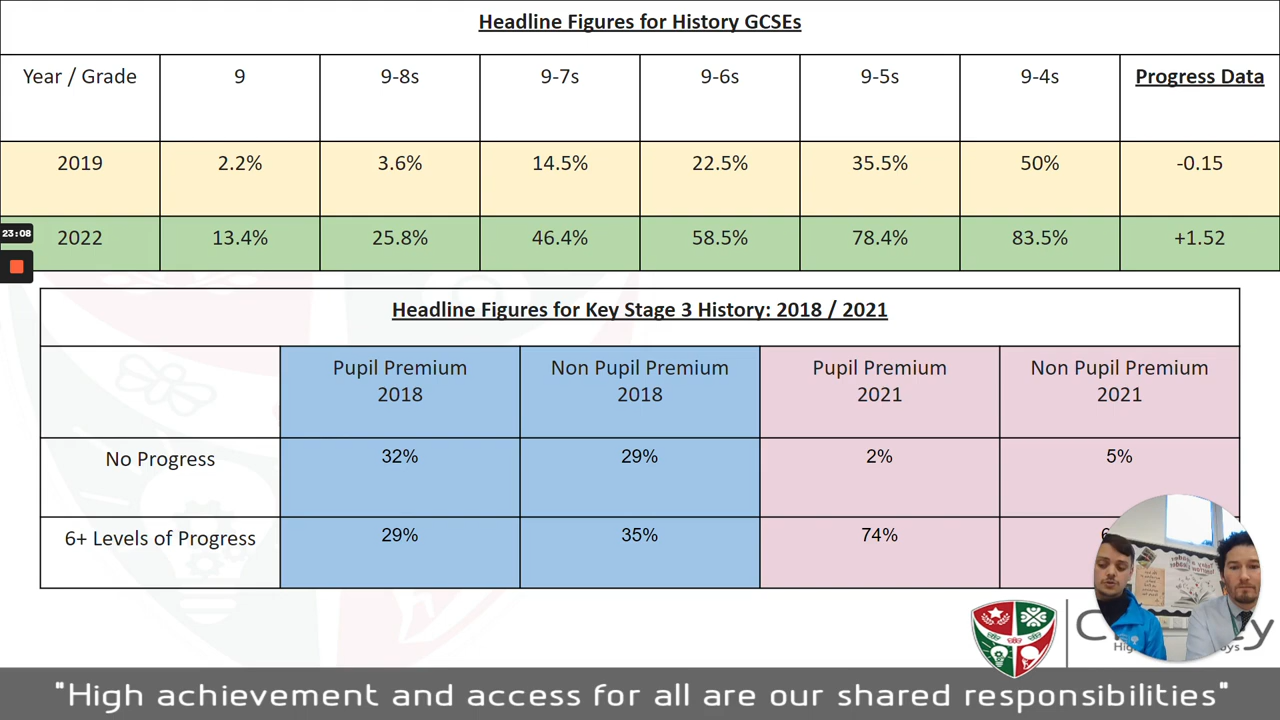 Headline Figures for History GCSEs
Year / Grade 9 9-8s 9-7s 9-6s 9-5s 9-4s Progress Data
2019 2.2% 3.6% 14.5% 22.5% 35.5% 50% -0.15
23:08
2022 13.4% 25.8% 46.4% 58.5% 78.4% 83.5% +1.52
Headline Figures for Key Stage 3 History: 2018 / 2021
Pupil Premium 2018
Non Pupil Premium 2018
Pupil Premium 2021
Non Pupil Premium 2021
No Progress 32% 29% 2% 5%
6+ Levels of Progress 29% 35% 74%
"High achievement and access for all are our shared responsibilities"